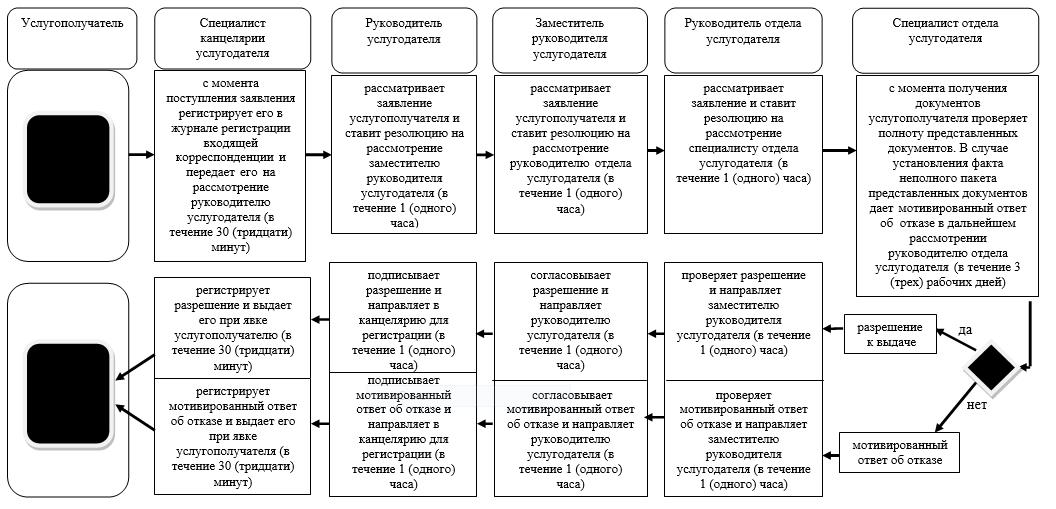 Услугополучатель
Специалист
канцелярии
услугодателя
Руководитель
услугодателя
Заместитель
руководителя
услугодателя
Руководитель отдела
услугодателя
Специалист отдела
услугодателя
с момента
поступления заявления
регистрирует его в
журнале регистрации
входящей
корреспонденции и
передает его на
рассмотрение
руководителю
услугодателя (в
течение 30 (тридцати)
минут)
рассматривает
заявление
услугополучателя и
ставит резолюцию на
рассмотрение
заместителю
руководителя
услугодателя (в
течение 1 (одного)
часа)
рассматривает
заявление
услугополучателя и
ставит резолюцию на
рассмотрение
руководителю отдела
услугодателя (в
течение 1 (одного)
часа)
рассматривает
заявление и ставит
резолюцию на
рассмотрение
специалисту отдела
услугодателя (в
течение 1 (одного) часа)
с момента получения
документов
услугополучателя проверяет
полноту представленных
документов. В случае
установления факта
неполного пакета
представленных документов
дает мотивированный ответ
об отказе в дальнейшем
рассмотрении
руководителю отдела
услугодателя (в течение 3
(трех) рабочих дней)
регистрирует
разрешение и выдает
его при явке
услугополучателю (в
течение 30 (тридцати)
минут)
подписывает
разрешение и
направляет в
канцелярию для
регистрации (в
течение 1 (одного)
часа)
согласовывает
разрешение и
направляет
руководителю
услугодателя (в
течение 1 (одного)
часа)
проверяет разрешение
и направляет
заместителю
руководителя
услугодателя (в
течение 1 (одного) часа)
разрешение
к выдаче
да
нет
регистрирует
мотивированный ответ
об отказе и выдает его
при явке
услугополучателя (в
течение 30 (тридцати)
минут)
подписывает
мотивированный
ответ об отказе и
направляет в
канцелярию для
регистрации (в
течение 1 (одного)
часа)
согласовывает
мотивированный ответ
об отказе и направляет
руководителю
услугодателя (в
течение 1 (одного)
часа)
проверяет
мотивированный ответ
об отказе и направляет
заместителю
руководителя
услугодателя (в течение
1 (одного) часа)
мотивированный
ответ об отказе